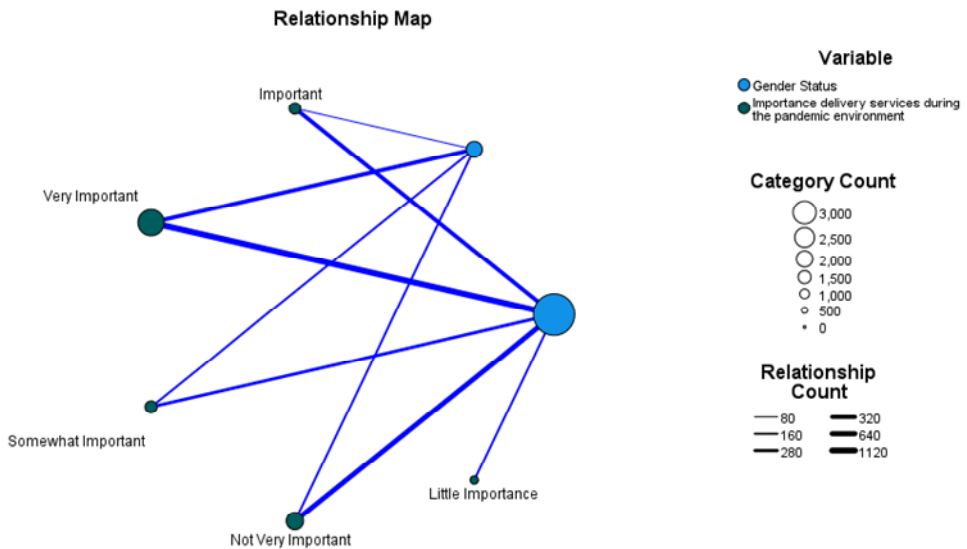 Relationship Map
Important
Very Important
Somewhat Important
Not Very Important
Little Importance
Variable
Gender Status
Importance delivery services during
the pandemic environment
Category Count
3,000
2,500
2,000
1,500
1,000
500
0
Relationship
Count
80
320
160
640
280
1120